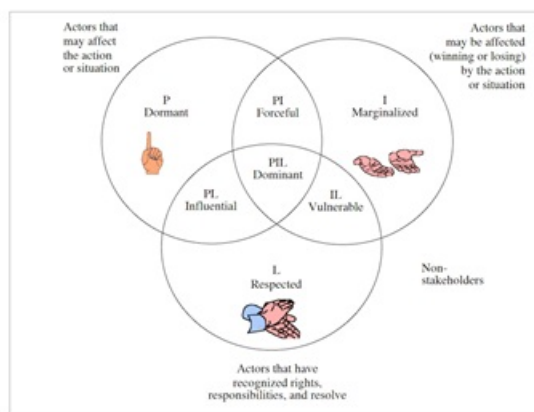 Actors that
may affect
the action
or situation
Actors that
may be affected
(winning or losing)
by the action
or situation
P
Dormant
PI
Forceful
I
Marginalized
PIL
Dominant
PL
Influential
IL
Vulnerable
L
Respected
Non-
stakeholders
Actors that have
recognized rights,
responsibilities, and resolve